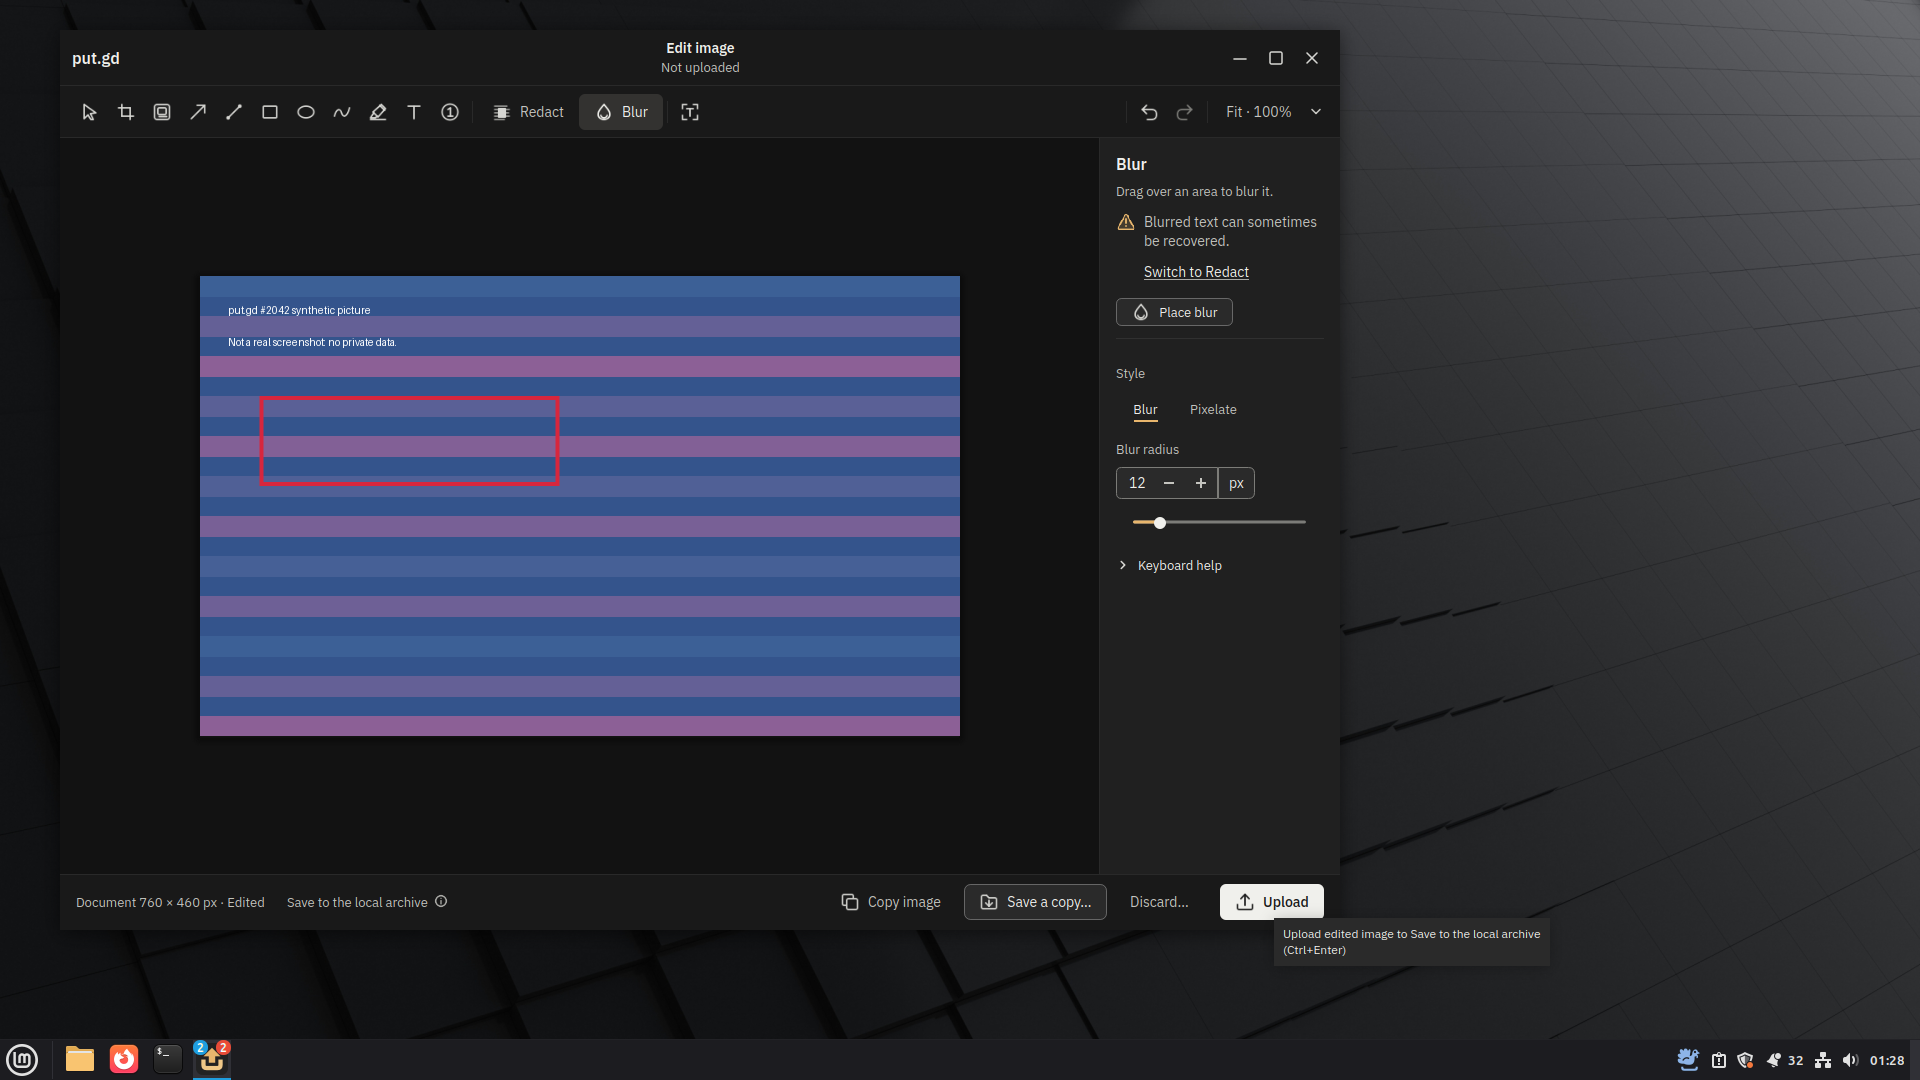 put.gd
Edit image
Not uploaded
Redact
Blur
Fit · 100%
Blur
Drag over an area to blur it.
Blurred text can sometimes
be recovered.
Switch to Redact
Place blur
Style
Blur
Pixelate
Blur radius
12
px
Keyboard help
put.gd #2042 synthetic picture
Not a real screenshot: no private data.
Document 760 × 460 px · Edited
Save to the local archive
Copy image
Save a copy...
Discard...
Upload
Upload edited image to Save to the local archive
(Ctrl+Enter)
2
2
32
01:28